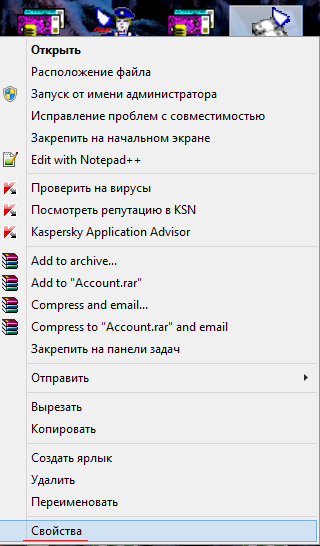 Открыть
Расположение файла
Запуск от имени администратора
Исправление проблем с совместимостью
Закрепить на начальном экране
Edit with Notepad++
Проверить на вирусы
Посмотреть репутацию в KSN
Kaspersky Application Advisor
Add to archive...
Add to "Account.rar"
Compress and email...
Compress to "Account.rar" and email
Закрепить на панели задач
Отправить
Вырезать
Копировать
Создать ярлык
Удалить
Переименовать
Свойства